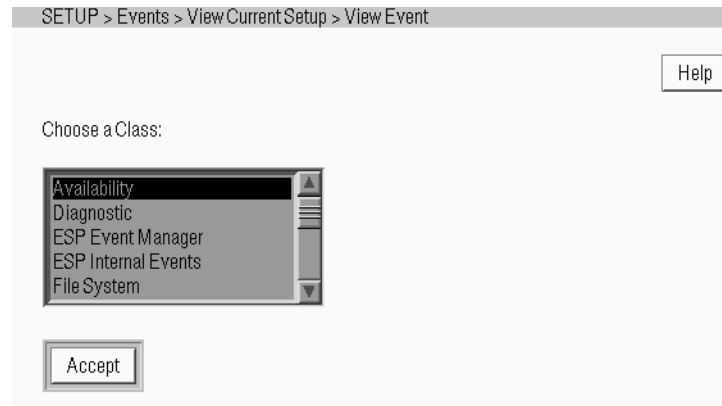 SETUP > Events > View Current Setup > View Event
Help
Choose a Class:
Availability
Diagnostic
ESP Event Manager
ESP Internal Events
File System
Accept